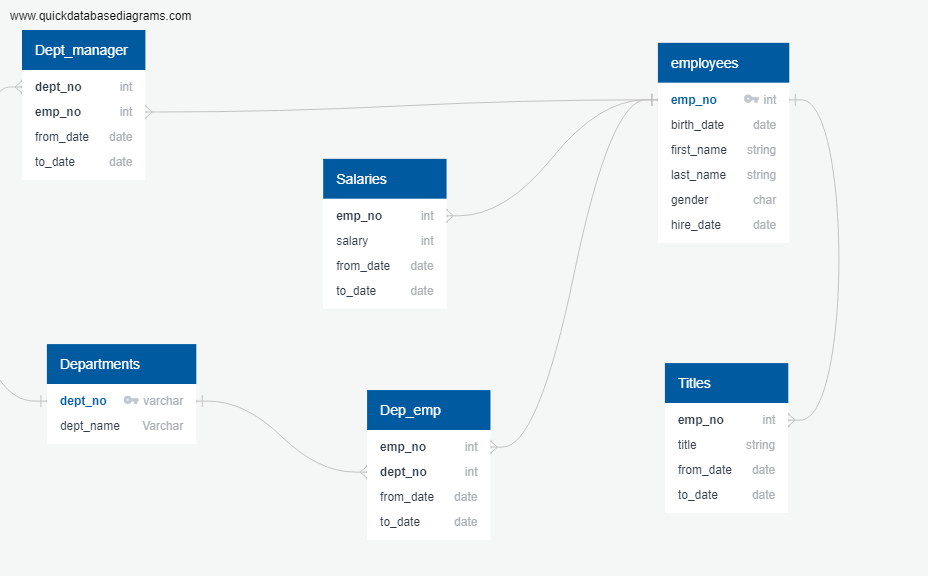 www.quickdatabasediagrams.com
Dept_manager
dept_no int
emp_no int
from_date date
to_date date
employees
emp_no int
birth_date date
first_name string
last_name string
gender char
hire_date date
Salaries
emp_no int
salary int
from_date date
to_date date
Departments
dept_no varchar
dept_name Varchar
Dep_emp
emp_no int
dept_no int
from_date date
to_date date
Titles
emp_no int
title string
from_date date
to_date date